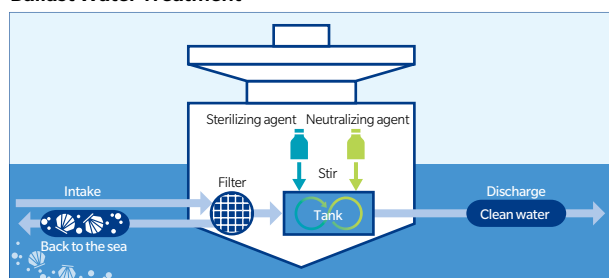 Ballast Water Treatment
Sterilizing agent Neutralizing agent
Stir
Filter
Intake
Tank
Discharge
Clean water
Back to the sea